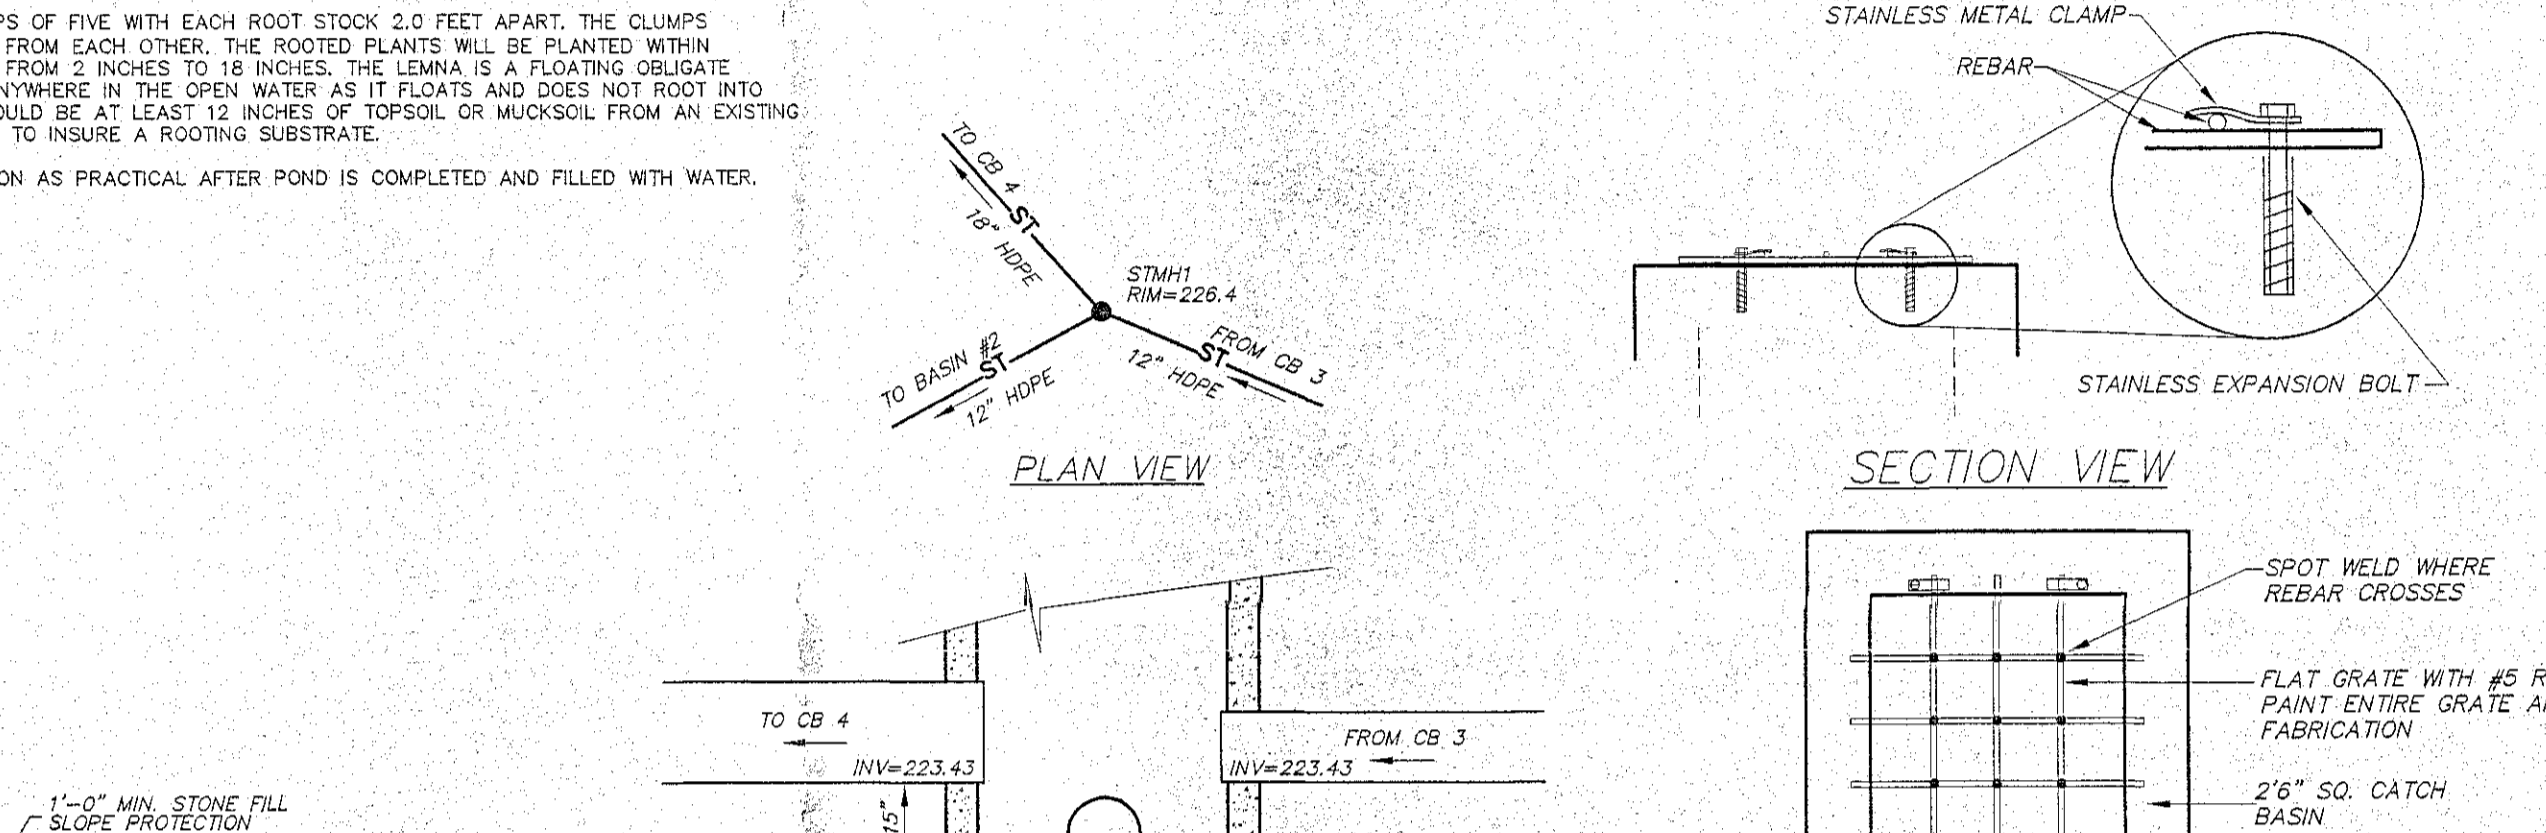 PS OF FIVE WITH EACH ROOT STOCK 2.0 FEET APART. THE CLUMPS
FROM EACH OTHER. THE ROOTED PLANTS WILL BE PLANTED WITHIN
FROM 2 INCHES TO 18 INCHES. THE LEMNA IS A FLOATING OBLIGATE
NYWHERE IN THE OPEN WATER AS IT FLOATS AND DOES NOT ROOT INTO
OULD BE AT LEAST 12 INCHES OF TOPSOIL OR MUCKSOIL FROM AN EXISTING
TO INSURE A ROOTING SUBSTRATE.
ON AS PRACTICAL AFTER POND IS COMPLETED AND FILLED WITH WATER.
TO CB 4
ST
18" HDPE
STMH1
RIM=226.4
TO BASIN #2
ST
12" HDPE
FROM CB 3
ST
12" HDPE
PLAN VIEW
STAINLESS METAL CLAMP
REBAR
STAINLESS EXPANSION BOLT
SECTION VIEW
TO CB 4
INV=223.43
FROM CB 3
INV=223.43
15"
1'-0" MIN. STONE FILL
SLOPE PROTECTION
SPOT WELD WHERE
REBAR CROSSES
FLAT GRATE WITH #5 R
PAINT ENTIRE GRATE A
FABRICATION
2'6" SQ. CATCH
BASIN